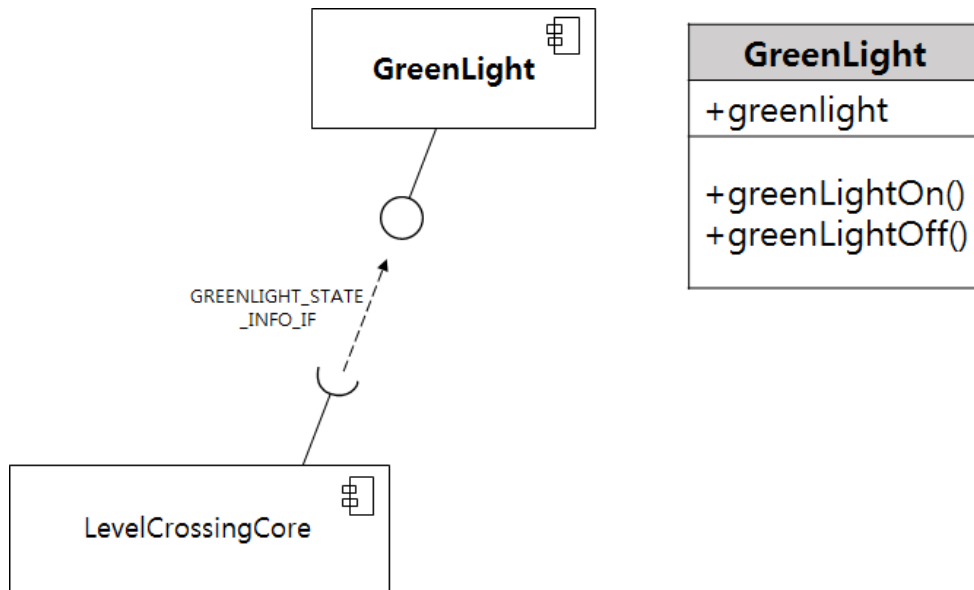 GreenLight
GREENLIGHT_STATE
_INFO_IF
LevelCrossingCore
GreenLight
+greenlight
+greenLightOn()
+greenLightOff()